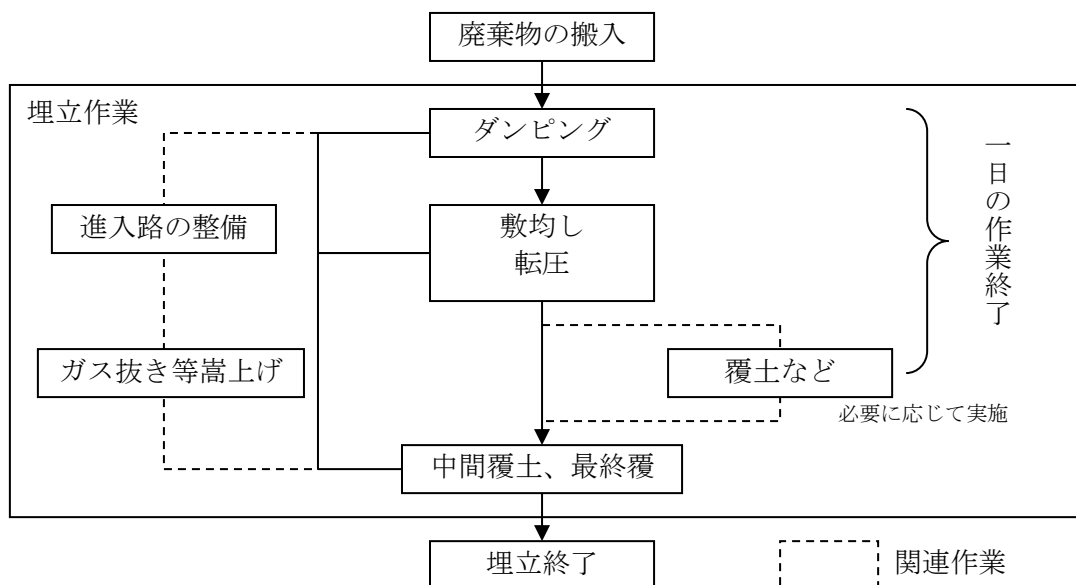 廃棄物の搬入
埋立作業
ダンピング
一日の作業終了
進入路の整備
敷均し
転圧
ガス抜き等嵩上げ
覆土など
必要に応じて実施
中間覆土、最終覆
埋立終了
関連作業